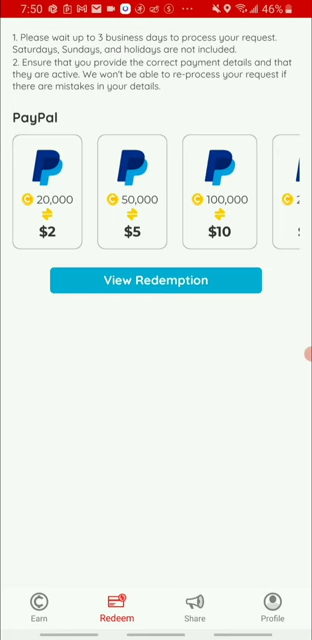 7:50
46%
1. Please wait up to 3 business days to process your request.
Saturdays, Sundays, and holidays are not included.
2. Ensure that you provide the correct payment details and that
they are active. We won't be able to re-process your request if
there are mistakes in your details.
PayPal
20,000
50,000
100,000
$2
$5
$10
View Redemption
Earn
Redeem
Share
Profile